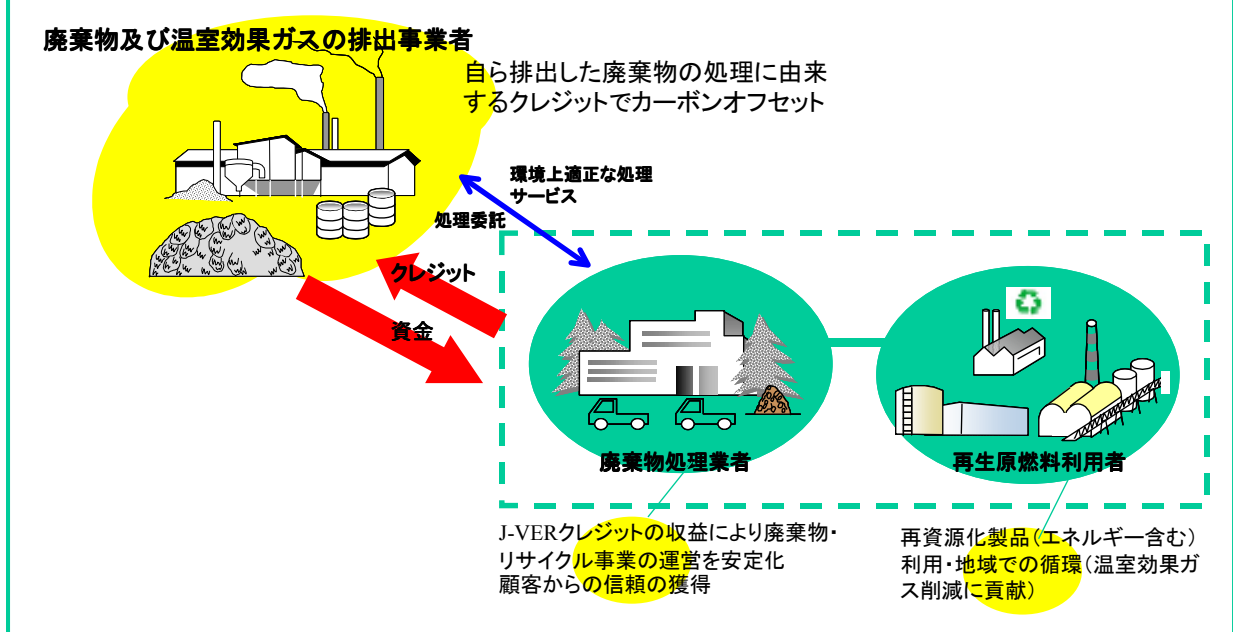 廃棄物及び温室効果ガスの排出事業者
自ら排出した廃棄物の処理に由来
するクレジットでカーボンオフセット
環境上適正な処理
サービス
処理委託
クレジット
資金
廃棄物処理業者
再生原燃料利用者
J-VERクレジットの収益により廃棄物・
リサイクル事業の運営を安定化
顧客からの信頼の獲得
再資源化製品(エネルギー含む)
利用・地域での循環(温室効果ガ
ス削減に貢献)